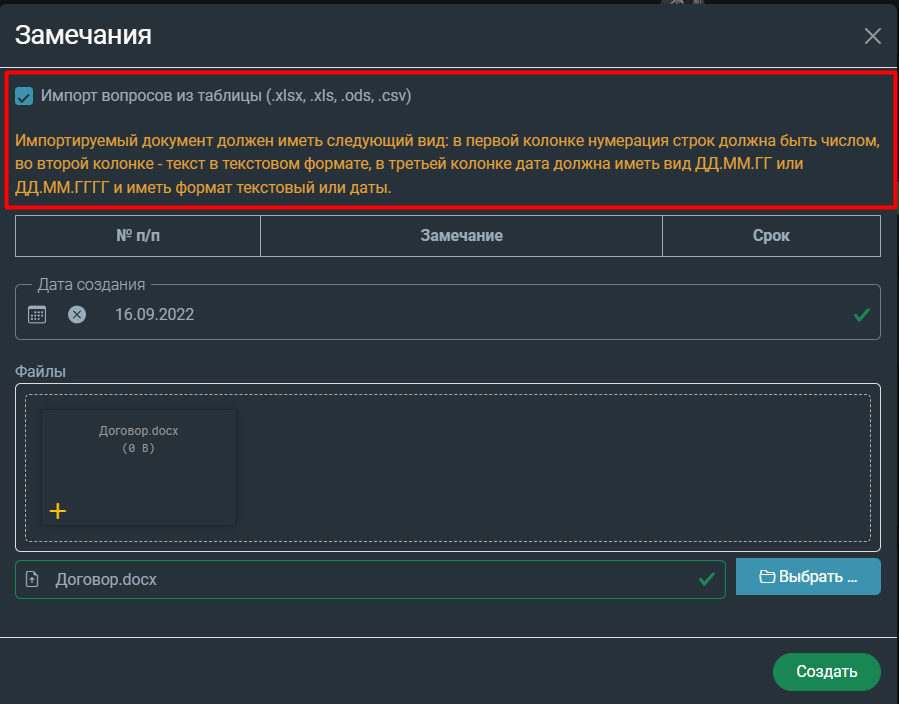 Замечания
Импорт вопросов из таблицы (.xlsx, .xls, .ods, .csv)
Импортируемый документ должен иметь следующий вид: в первой колонке нумерация строк должна быть числом,
во второй колонке - текст в текстовом формате, в третьей колонке дата должна иметь вид ДД.ММ.ГГ или
ДД.ММ.ГГГГ и иметь формат текстовый или даты.
№ п/п Замечание Срок
Дата создания
16.09.2022
Файлы
Договор.docx
(0 B)
Договор.docx
Выбрать ...
Создать